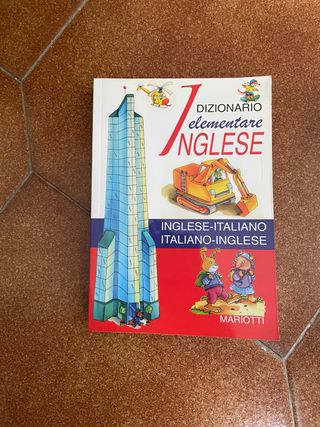 DIZIONARIO
elementare
INGLESE
INGLESE-ITALIANO
ITALIANO-INGLESE
MARIOTTI